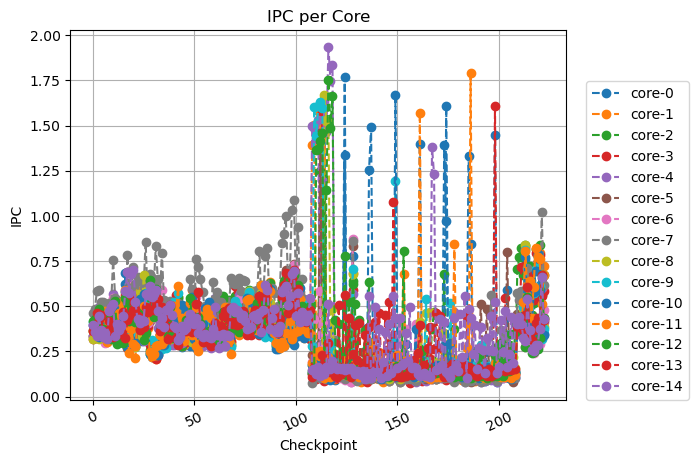 IPC per Core
2.00
1.75
1.50
1.25
1.00
0.75
0.50
0.25
0.00
IPC
0
50
100
150
200
Checkpoint
core-0
core-1
core-2
core-3
core-4
core-5
core-6
core-7
core-8
core-9
core-10
core-11
core-12
core-13
core-14